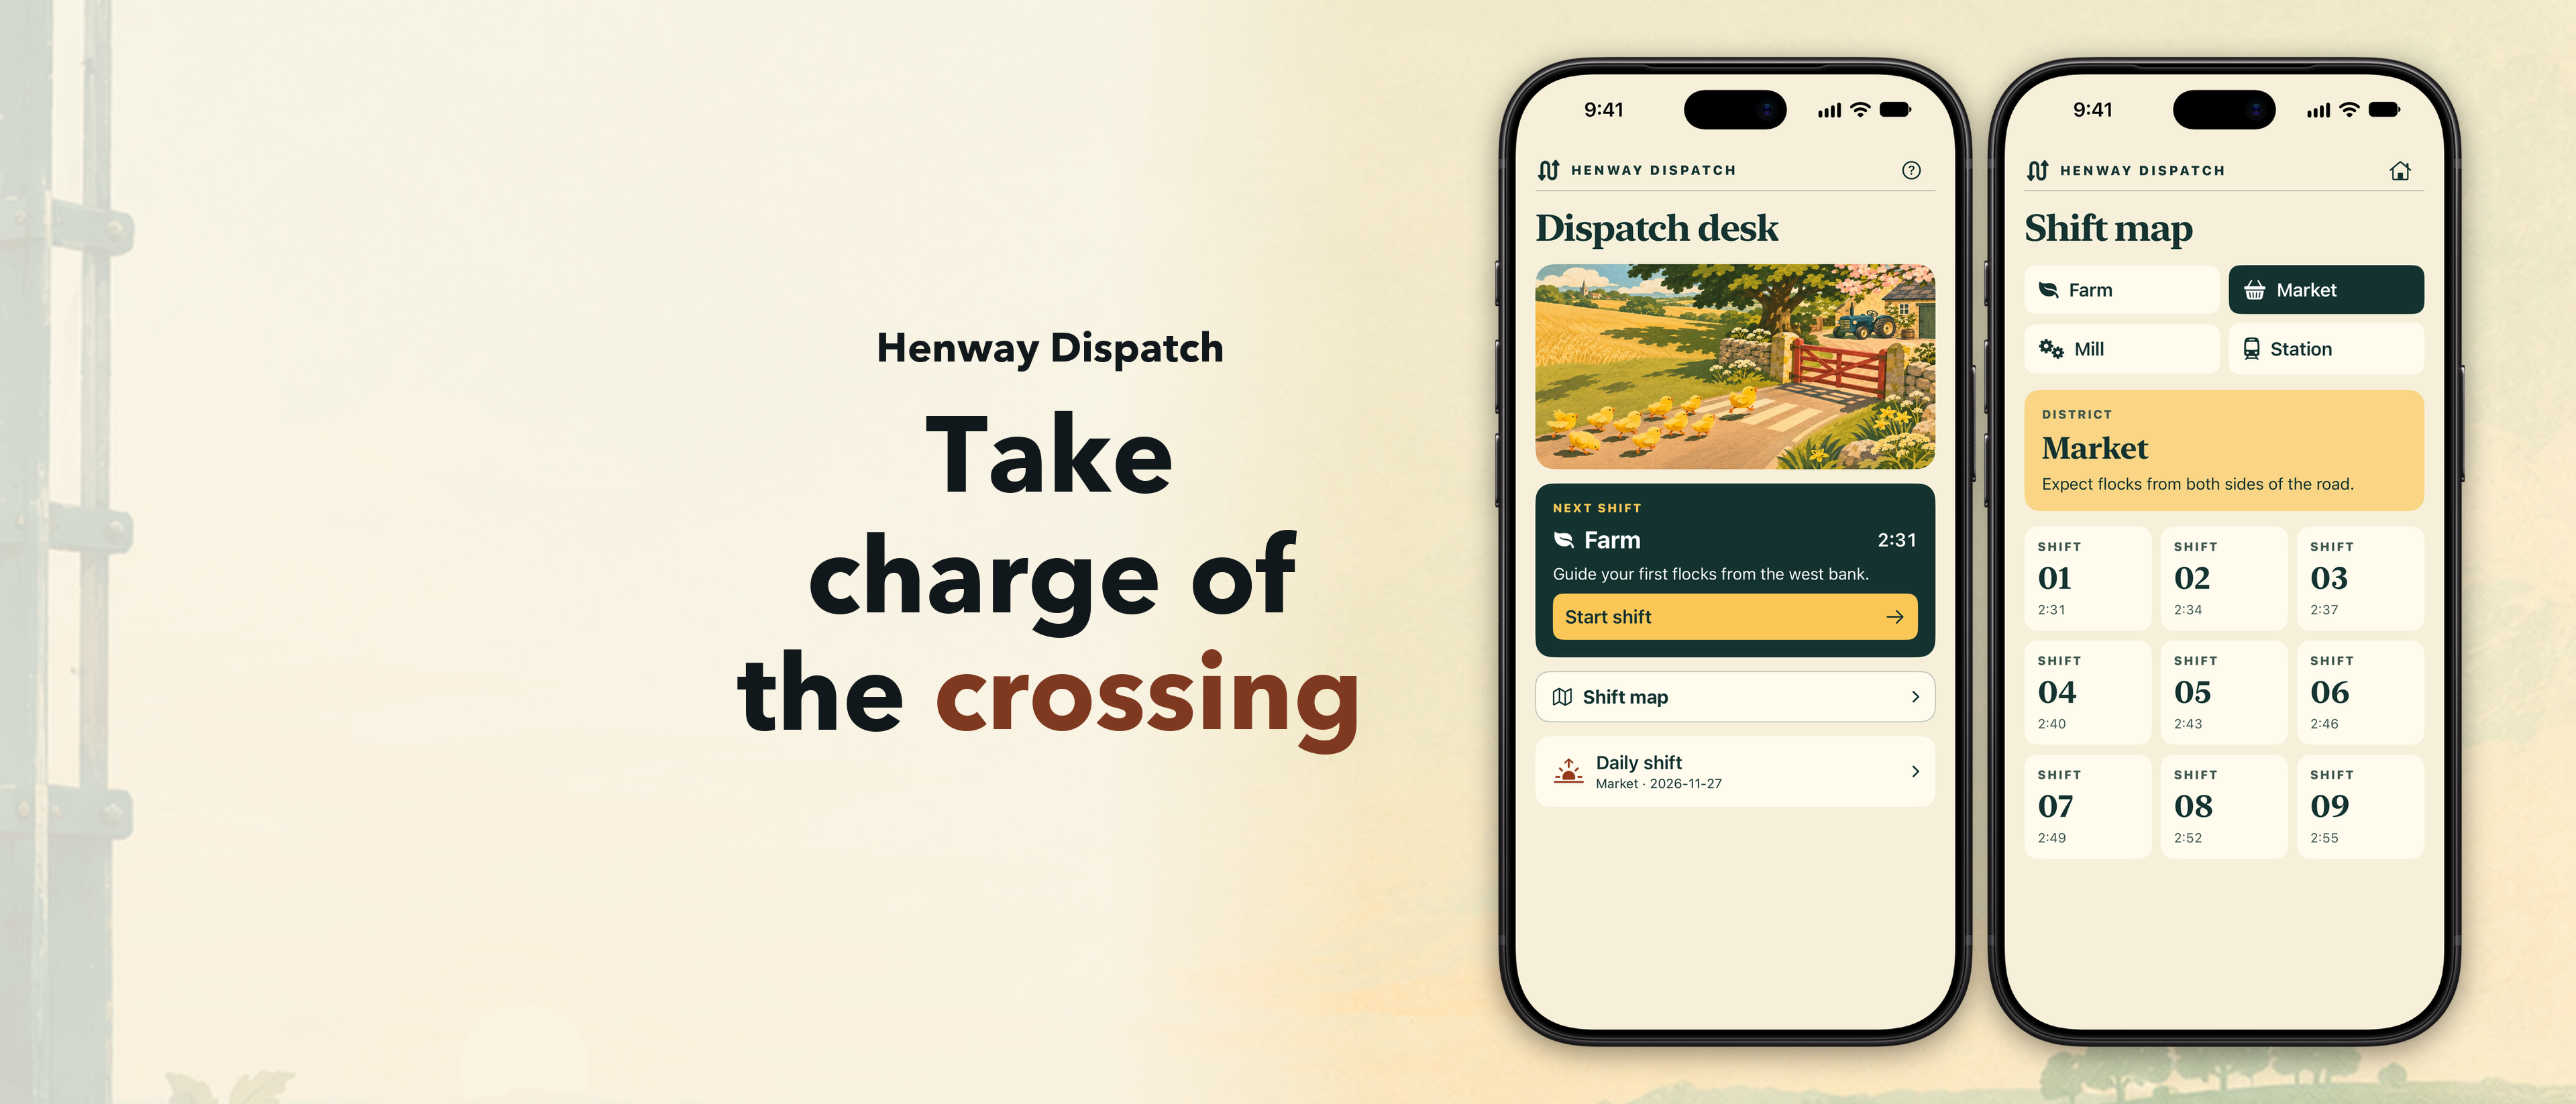 Henway Dispatch
Take
charge of
the crossing
9:41
HENWAY DISPATCH
Dispatch desk
NEXT SHIFT
Farm
2:31
Guide your first flocks from the west bank.
Start shift
Shift map
Daily shift
Market · 2026-11-27
9:41
HENWAY DISPATCH
Shift map
Farm
Market
Mill
Station
DISTRICT
Market
Expect flocks from both sides of the road.
SHIFT
01
2:31
SHIFT
02
2:34
SHIFT
03
2:37
SHIFT
04
2:40
SHIFT
05
2:43
SHIFT
06
2:46
SHIFT
07
2:49
SHIFT
08
2:52
SHIFT
09
2:55